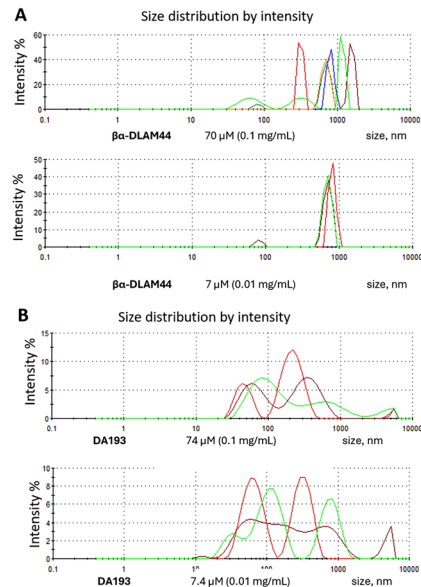 A
Size distribution by intensity
Intensity %
60
40
20
0
0.1 1 10 100 1000 10000
βα-DLAM44 70 µM (0.1 mg/mL) size, nm
Intensity %
50
40
30
20
10
0
0.1 1 10 100 1000 10000
βα-DLAM44 7 µM (0.01 mg/mL) size, nm
B
Size distribution by intensity
Intensity %
15
10
5
0
0.1 1 10 100 1000 10000
DA193 74 µM (0.1 mg/mL) size, nm
Intensity %
10
8
6
4
2
0
0.1 1 10 100 1000 10000
DA193 7.4 µM (0.01 mg/mL) size, nm